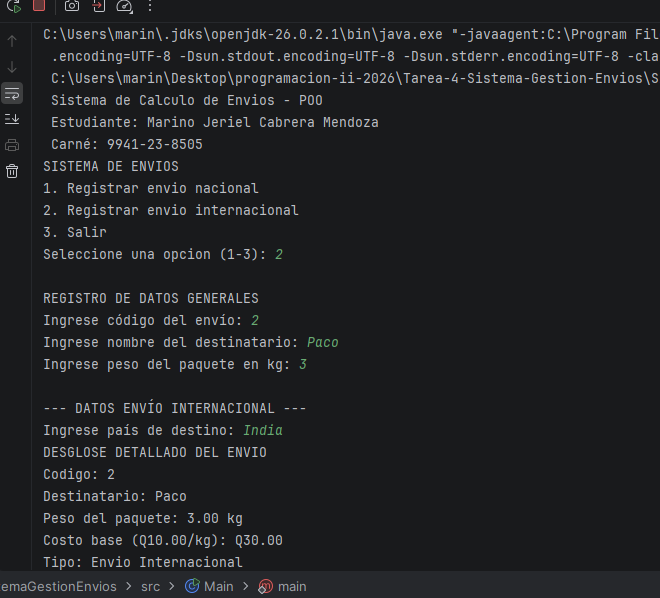 C:\Users\marin\.jdks\openjdk-26.0.2.1\bin\java.exe "-javaagent:C:\Program Fil
.encoding=UTF-8 -Dsun.stdout.encoding=UTF-8 -Dsun.stderr.encoding=UTF-8 -cla
C:\Users\marin\Desktop\programacion-ii-2026\Tarea-4-Sistema-Gestion-Envios\S
Sistema de Calculo de Envios - POO
Estudiante: Marino Jeriel Cabrera Mendoza
Carné: 9941-23-8505
SISTEMA DE ENVIOS
1. Registrar envio nacional
2. Registrar envio internacional
3. Salir
Seleccione una opcion (1-3): 2
REGISTRO DE DATOS GENERALES
Ingrese código del envío: 2
Ingrese nombre del destinatario: Paco
Ingrese peso del paquete en kg: 3
--- DATOS ENVÍO INTERNACIONAL ---
Ingrese país de destino: India
DESGLOSE DETALLADO DEL ENVIO
Codigo: 2
Destinatario: Paco
Peso del paquete: 3.00 kg
Costo base (Q10.00/kg): Q30.00
Tipo: Envio Internacional
emaGestionEnvios > src > Main > main